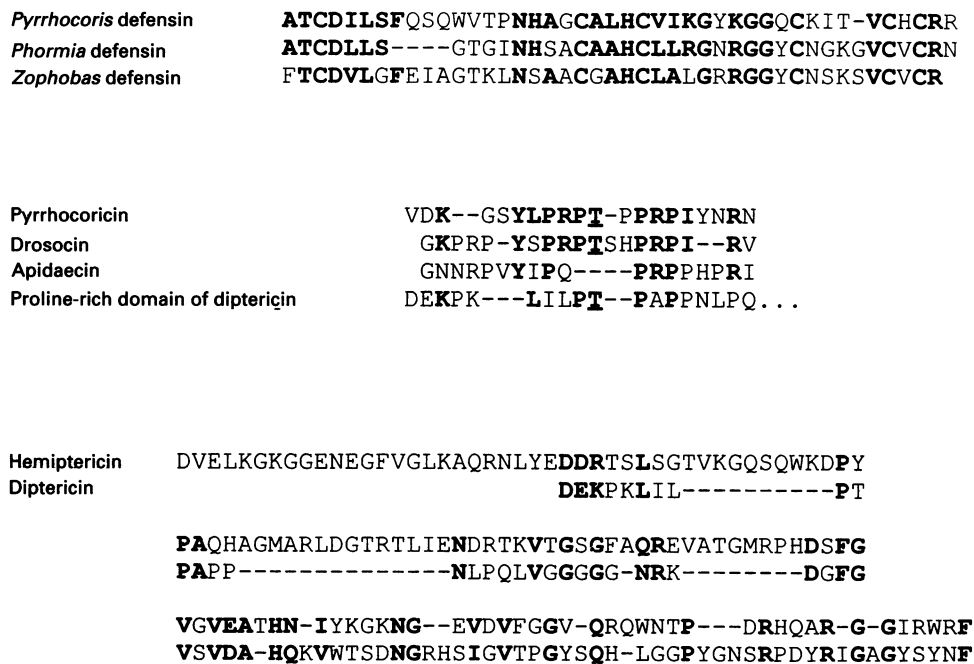 Pyrrhocoris defensin ATCDILSFQSQWVTPNHAGCALHCVIKGYKGGQCKIT-VCHCRR
Phormia defensin ATCDLLS----GTGINHSACAAHCLLRGNRGGYCNGKGVCVCRN
Zophobas defensin FTCDVLGFEIAGTKLNSAACGAHCLALGRRGGYCNSKSVCVCR
Pyrrhocoricin VDK--GSYLPRPT-PPRPIYNRN
Drosocin GKPRP-YSPRPTSHPRPI--RV
Apidaecin GNNRPVYIPQ----PRPPHPRI
Proline-rich domain of diptericin DEKPK---LILPT--PAPPNLPQ...
Hemiptericin DVELKGKGGENEGFVGLKAQRNLYEDDRTSLSGTVKGQSQWKDPY
Diptericin DEKPKLIL----------PT
PAQHAGMARLDGTRTLIENDRTKVTGSGFAQREVATGMRPHDSFG
PAPP--------------NLPQLVGGGGG-NRK--------DGFG
VGVEATHN-IYKGKNG--EVDVFGGV-QRQWNTP---DRHQAR-G-GIRWRF
VSVDA-HQKVWTSDNGRHSIGVTPGYSQH-LGGPYGNSRPDYRIGAGYSYNF